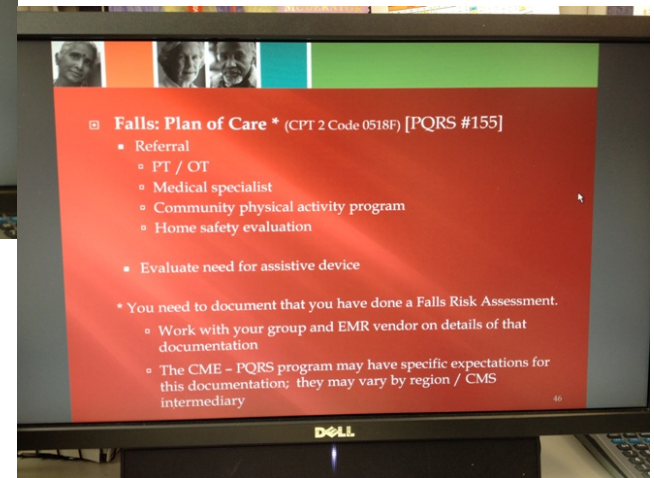 Falls: Plan of Care * (CPT 2 Code 0518F) [PQRS #155]
Referral
PT / OT
Medical specialist
Community physical activity program
Home safety evaluation
Evaluate need for assistive device
* You need to document that you have done a Falls Risk Assessment.
Work with your group and EMR vendor on details of that
documentation
The CME – PQRS program may have specific expectations for
this documentation; they may vary by region / CMS
intermediary
46
DELL